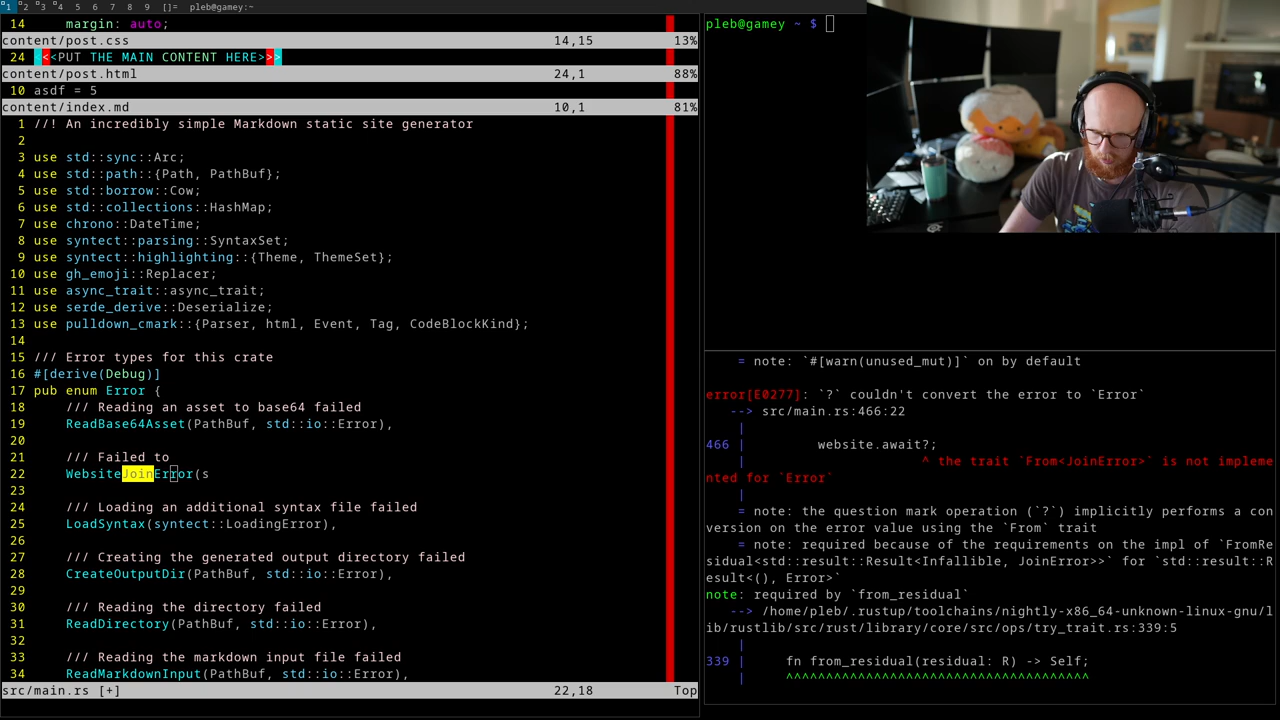 1 2 3 4 5 6 7 8 9 []= pleb@gamey:~
14 margin: auto;
content/post.css 14,15 13%
24 <<<PUT THE MAIN CONTENT HERE>>>
content/post.html 24,1 88%
10 asdf = 5
content/index.md 10,1 81%
1 //! An incredibly simple Markdown static site generator
2
3 use std::sync::Arc;
4 use std::path::{Path, PathBuf};
5 use std::borrow::Cow;
6 use std::collections::HashMap;
7 use chrono::DateTime;
8 use syntect::parsing::SyntaxSet;
9 use syntect::highlighting::{Theme, ThemeSet};
10 use gh_emoji::Replacer;
11 use async_trait::async_trait;
12 use serde_derive::Deserialize;
13 use pulldown_cmark::{Parser, html, Event, Tag, CodeBlockKind};
14
15 /// Error types for this crate
16 #[derive(Debug)]
17 pub enum Error {
18 /// Reading an asset to base64 failed
19 ReadBase64Asset(PathBuf, std::io::Error),
20
21 /// Failed to
22 WebsiteJoinError(s
23
24 /// Loading an additional syntax file failed
25 LoadSyntax(syntect::LoadingError),
26
27 /// Creating the generated output directory failed
28 CreateOutputDir(PathBuf, std::io::Error),
29
30 /// Reading the directory failed
31 ReadDirectory(PathBuf, std::io::Error),
32
33 /// Reading the markdown input file failed
34 ReadMarkdownInput(PathBuf, std::io::Error),
src/main.rs [+] 22,18 Top
pleb@gamey ~ $
= note: `#[warn(unused_mut)]` on by default
error[E0277]: `?` couldn't convert the error to `Error`
--> src/main.rs:466:22
|
466 | website.await?;
| ^ the trait `From<JoinError>` is not impleme
nted for `Error`
|
= note: the question mark operation (`?`) implicitly performs a con
version on the error value using the `From` trait
= note: required because of the requirements on the impl of `FromRe
sidual<std::result::Result<Infallible, JoinError>>` for `std::result::R
esult<(), Error>`
note: required by `from_residual`
--> /home/pleb/.rustup/toolchains/nightly-x86_64-unknown-linux-gnu/l
ib/rustlib/src/rust/library/core/src/ops/try_trait.rs:339:5
|
339 | fn from_residual(residual: R) -> Self;
| ^^^^^^^^^^^^^^^^^^^^^^^^^^^^^^^^^^^^^^